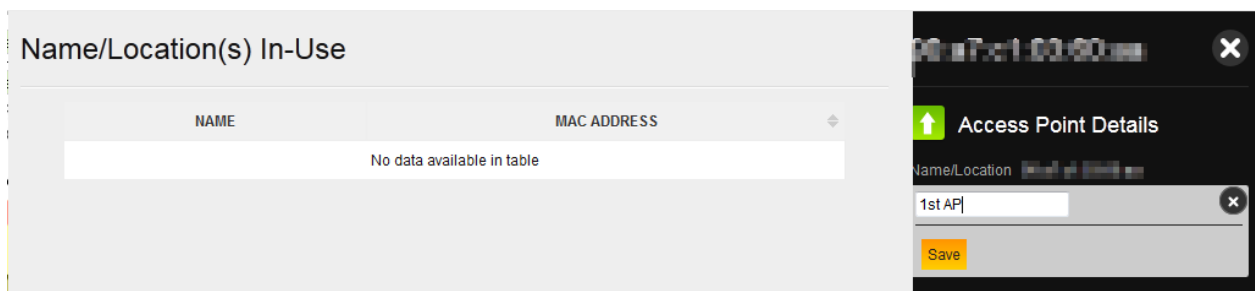 Name/Location(s) In-Use
NAME MAC ADDRESS
No data available in table
Access Point Details
Name/Location
1st AP
Save